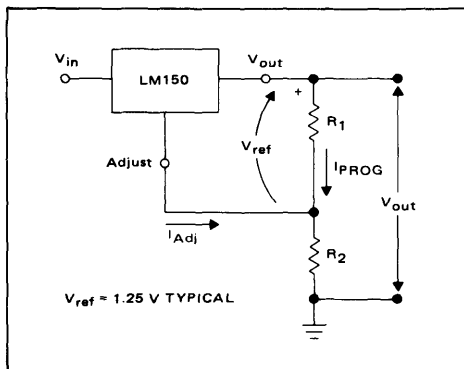 Vin
LM150
Vout
+
R1
Vref
IPROG
Adjust
Vout
IAdj
R2
Vref = 1.25 V TYPICAL